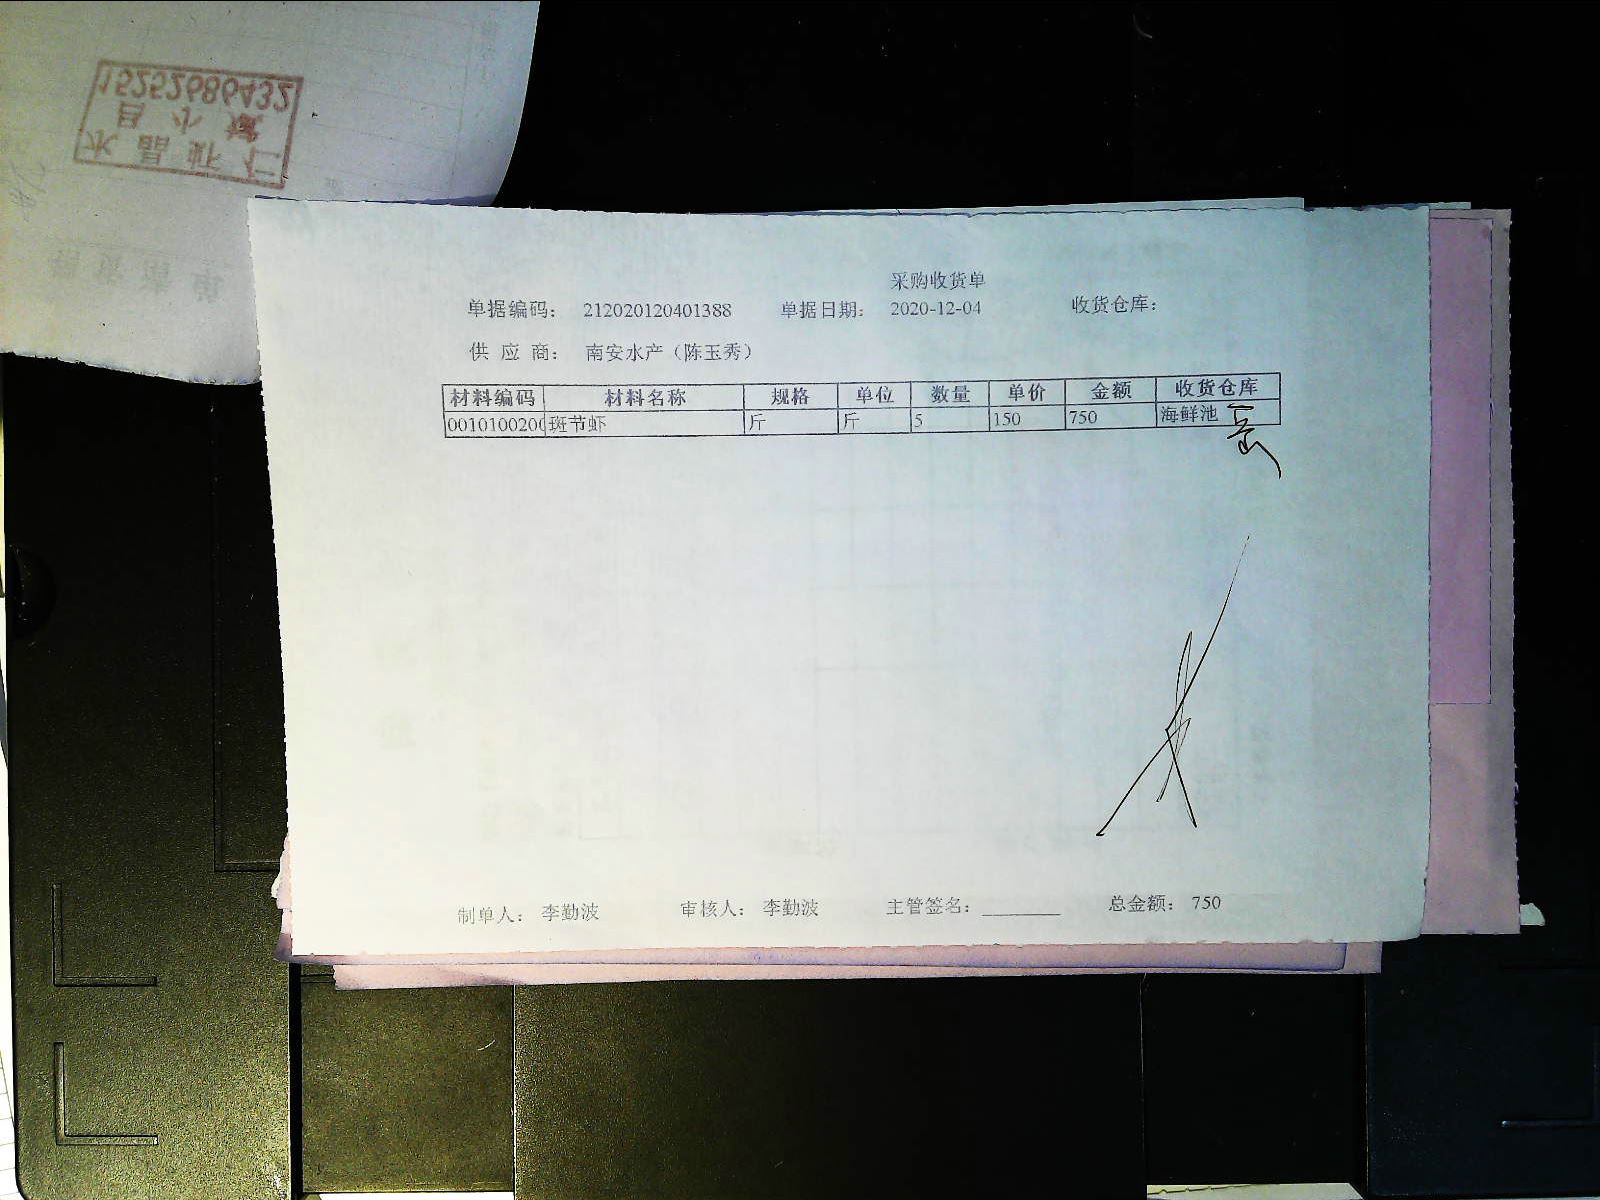 15252686432
采购收货单
单据编码： 212020120401388 单据日期： 2020-12-04 收货仓库：
供 应 商： 南安水产（陈玉秀）
材料编码 材料名称 规格 单位 数量 单价 金额 收货仓库
0010100200 斑节虾 斤 斤 5 150 750 海鲜池
制单人： 李勤波 审核人： 李勤波 主管签名： ________ 总金额： 750